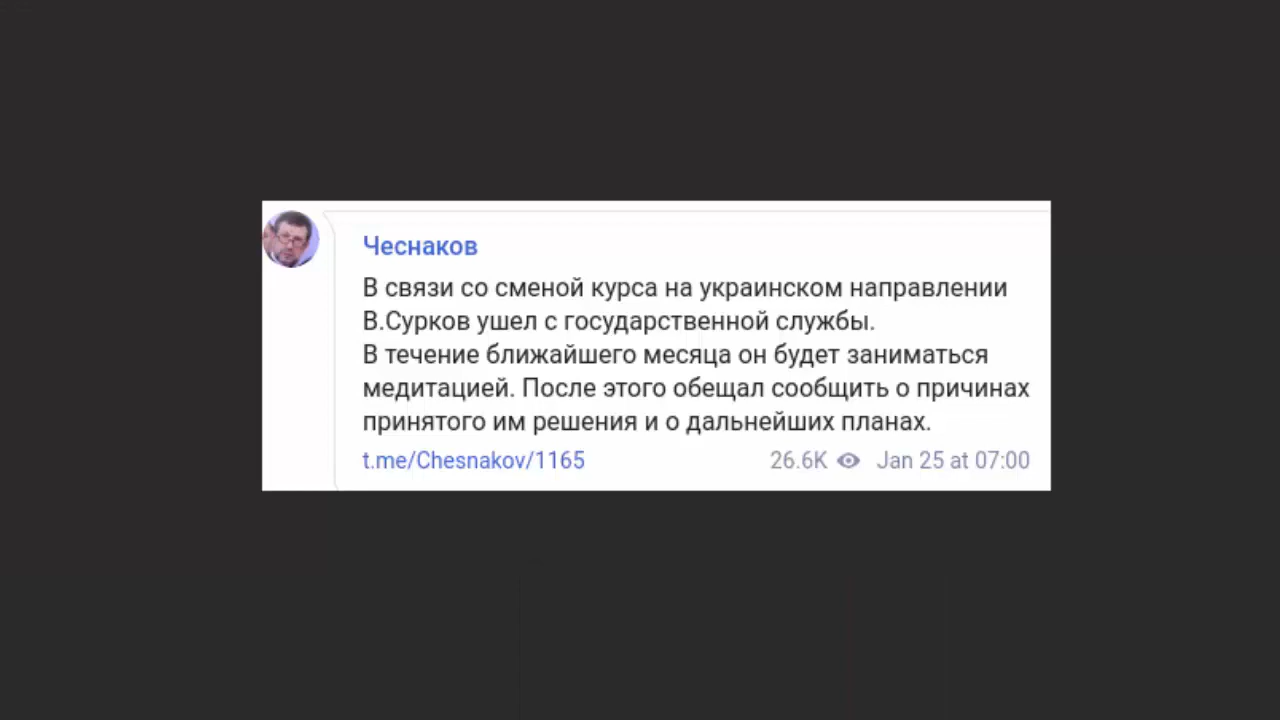 Чеснаков
В связи со сменой курса на украинском направлении
В.Сурков ушел с государственной службы.
В течение ближайшего месяца он будет заниматься
медитацией. После этого обещал сообщить о причинах
принятого им решения и о дальнейших планах.
t.me/Chesnakov/1165 26.6K Jan 25 at 07:00